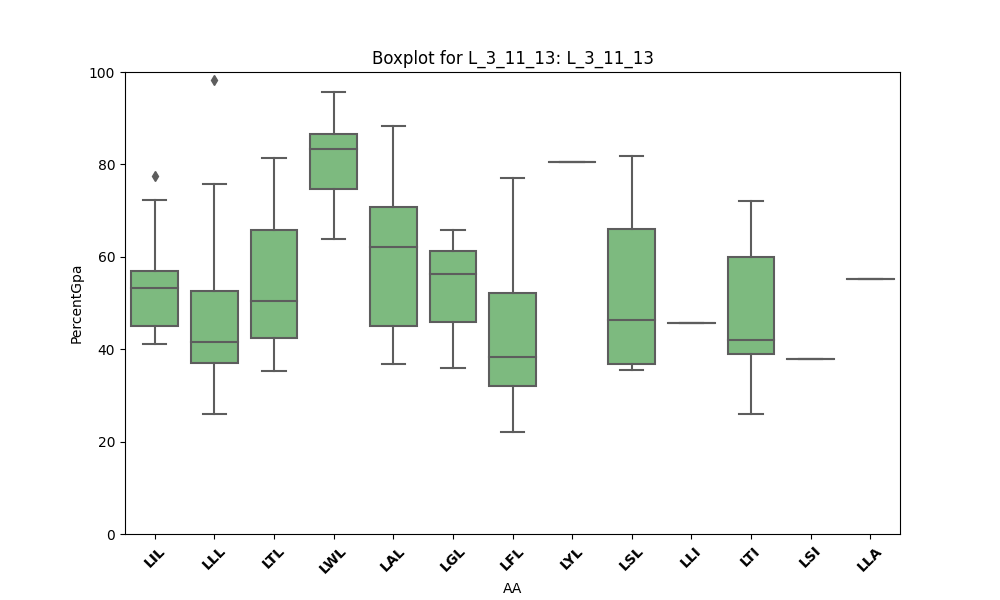 Boxplot for L_3_11_13: L_3_11_13
100
80
60
40
20
0
PercentGpa
LIL LLL LTL LWL LAL LGL LFL LYL LSL LLI LTI LSI LLA
AA